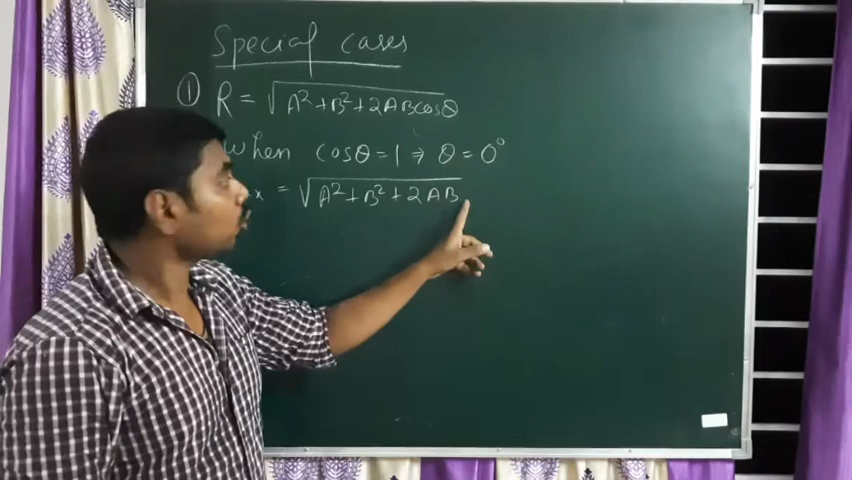 Special cases
① R = √A²+B²+2ABcosθ
When cosθ=1 ⇒ θ = 0°
x = √A²+B²+2AB